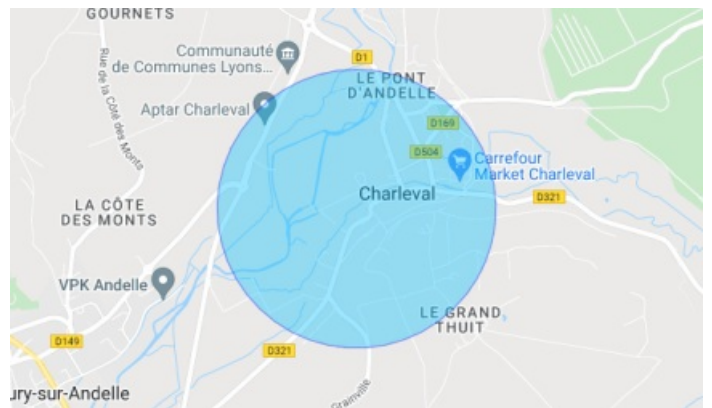 GOURNETS
Communauté
de Communes Lyons...
D1
LE PONT
D'ANDELLE
Rue de la Côte des Monts
Aptar Charleval
D169
D504
Carrefour
Market Charleval
Charleval
D321
LA CÔTE
DES MONTS
VPK Andelle
LE GRAND
THUIT
D149
D321
Grainville
ury-sur-Andelle